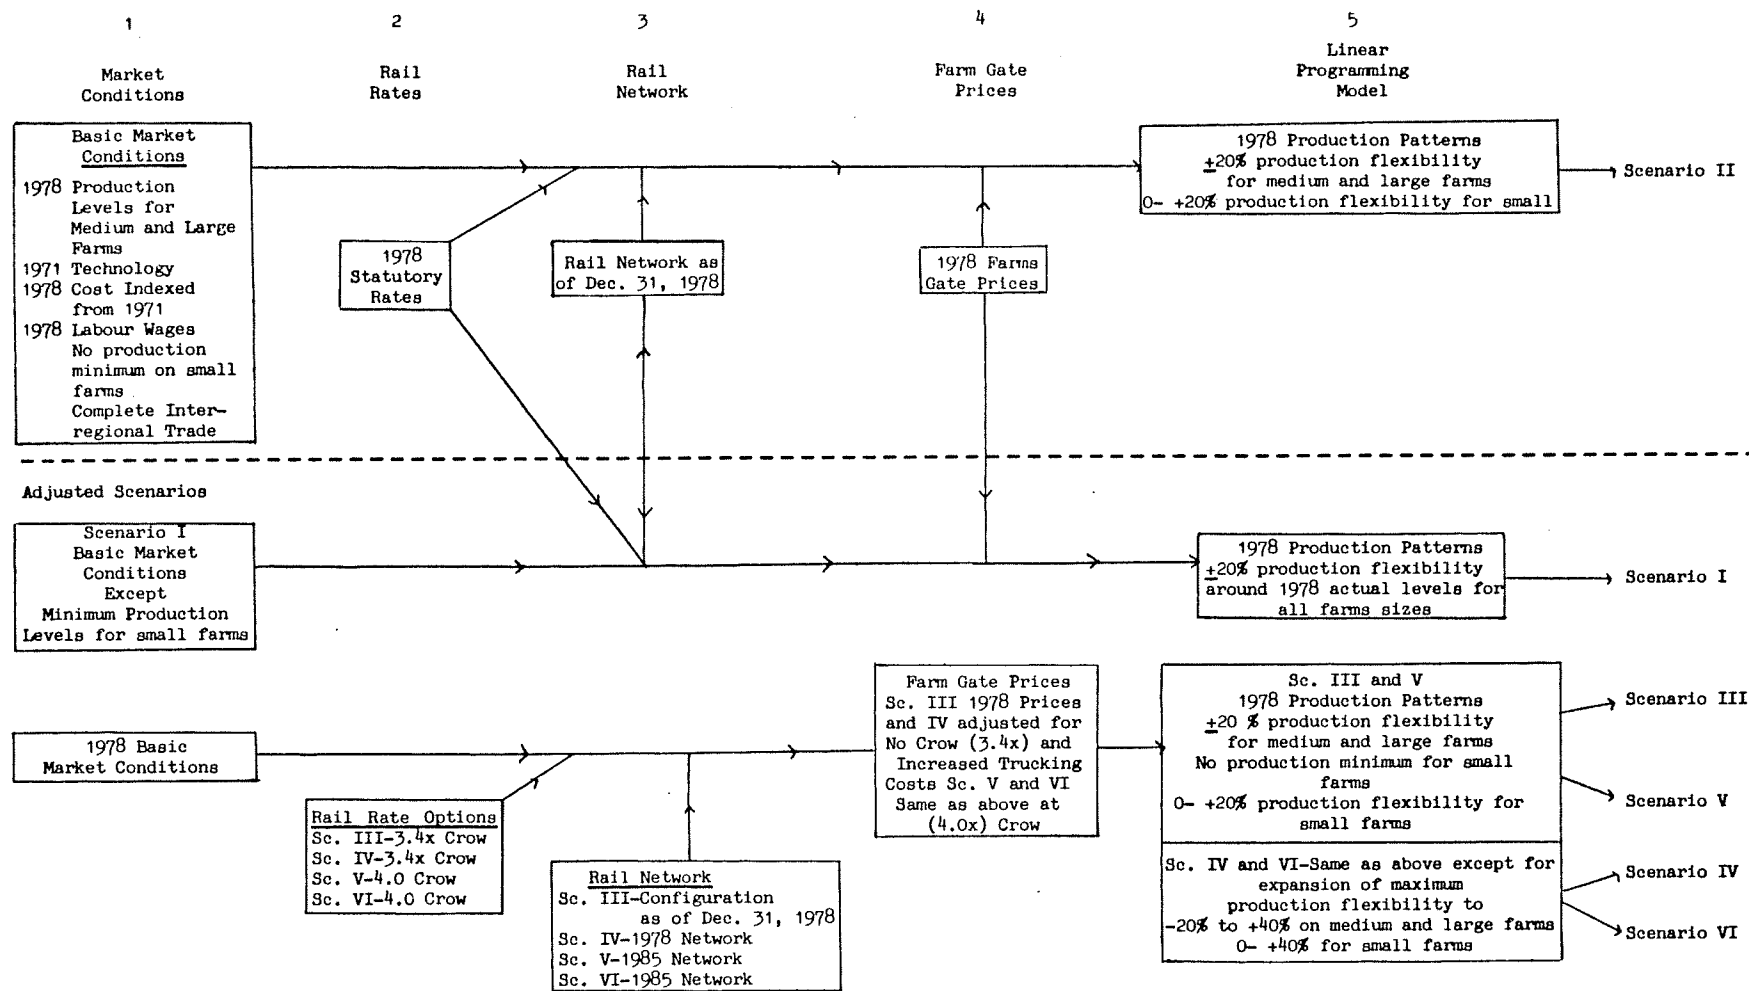 1
2
3
4
5
Market
Conditions
Rail
Rates
Rail
Network
Farm Gate
Prices
Linear
Programming
Model
Basic Market
Conditions
1978 Production
Levels for
Medium and Large
Farms
1971 Technology
1978 Cost Indexed
from 1971
1978 Labour Wages
No production
minimum on small
farms
Complete Inter-
regional Trade
1978
Statutory
Rates
Rail Network as
of Dec. 31, 1978
1978 Farms
Gate Prices
1978 Production Patterns
±20% production flexibility
for medium and large farms
0- +20% production flexibility for small
Scenario II
Adjusted Scenarios
Scenario I
Basic Market
Conditions
Except
Minimum Production
Levels for small farms
1978 Production Patterns
±20% production flexibility
around 1978 actual levels for
all farms sizes
Scenario I
1978 Basic
Market Conditions
Rail Rate Options
Sc. III-3.4x Crow
Sc. IV-3.4x Crow
Sc. V-4.0 Crow
Sc. VI-4.0 Crow
Rail Network
Sc. III-Configuration
as of Dec. 31, 1978
Sc. IV-1978 Network
Sc. V-1985 Network
Sc. VI-1985 Network
Farm Gate Prices
Sc. III 1978 Prices
and IV adjusted for
No Crow (3.4x) and
Increased Trucking
Costs Sc. V and VI
Same as above at
(4.0x) Crow
Sc. III and V
1978 Production Patterns
±20 % production flexibility
for medium and large farms
No production minimum for small
farms
0- +20% production flexibility for
small farms
Sc. IV and VI-Same as above except for
expansion of maximum
production flexibility to
-20% to +40% on medium and large farms
0- +40% for small farms
Scenario III
Scenario V
Scenario IV
Scenario VI